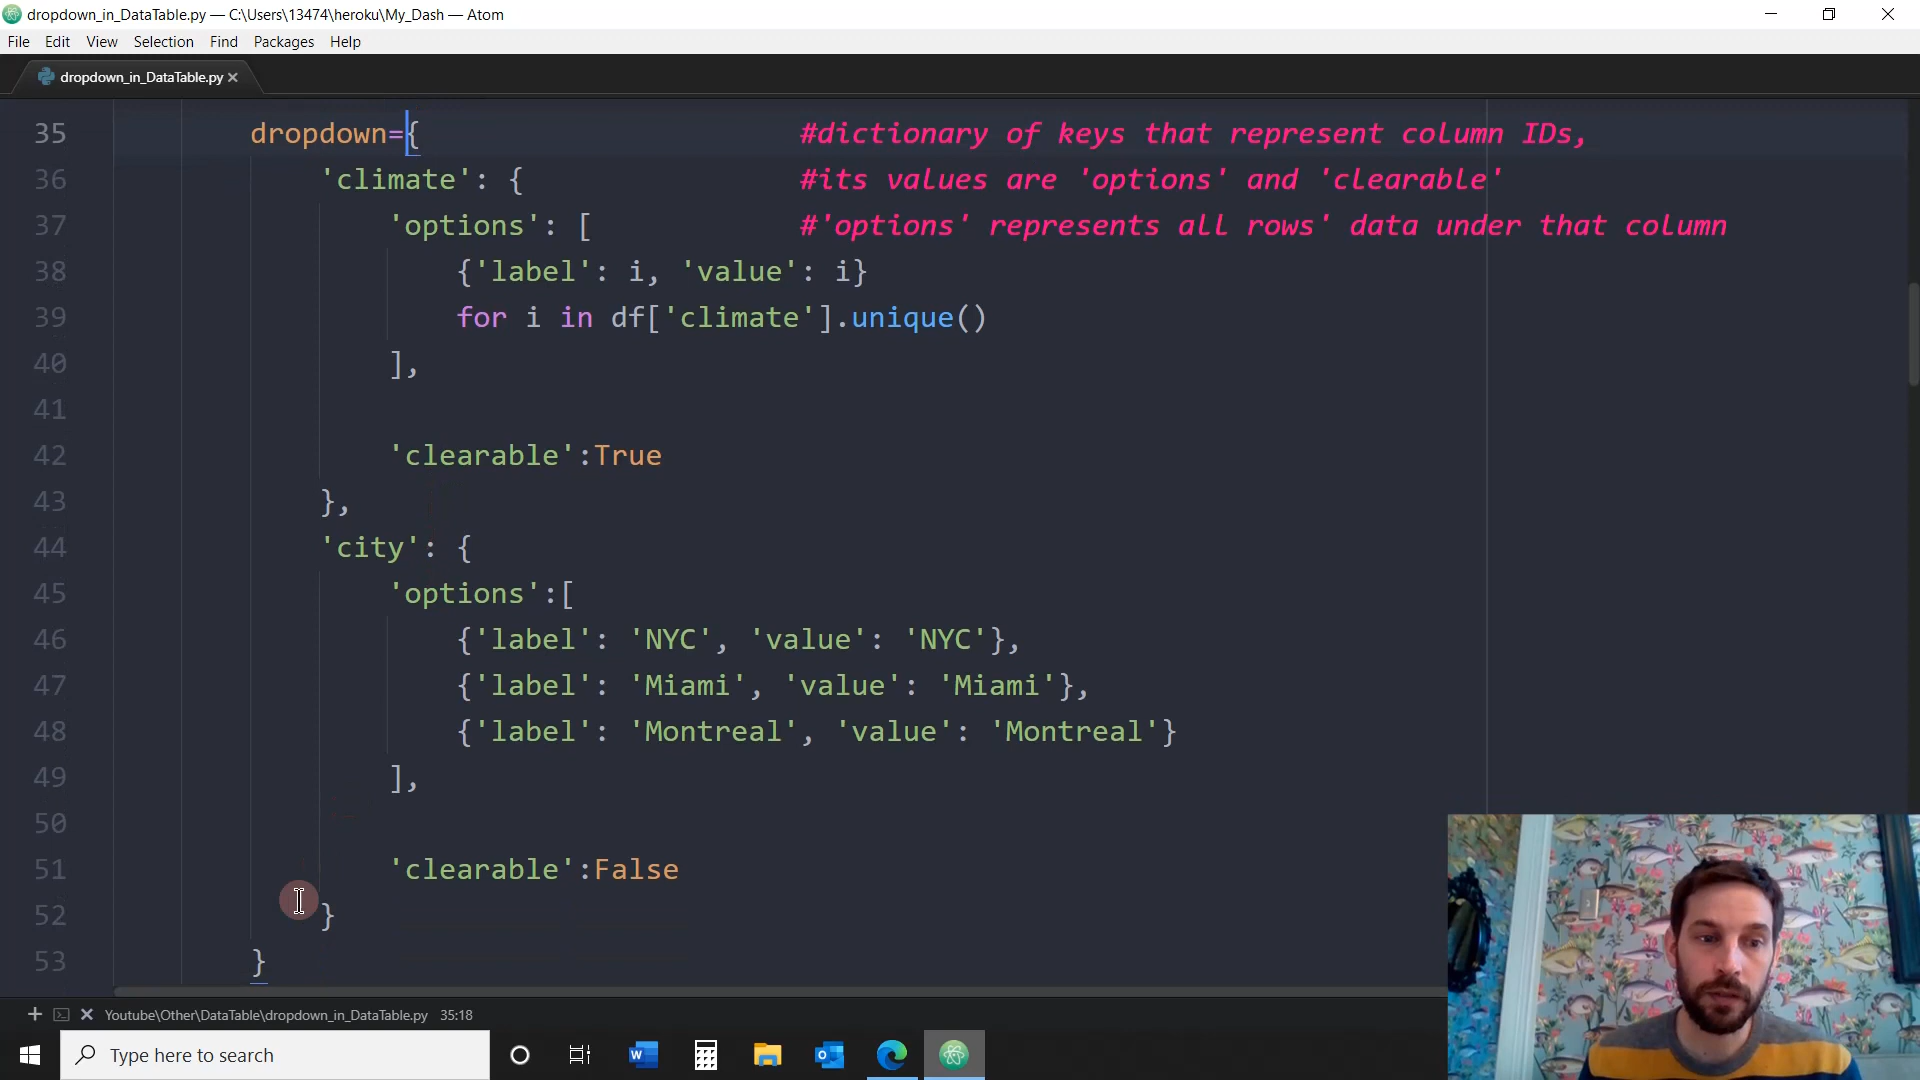 dropdown_in_DataTable.py — C:\Users\13474\heroku\My_Dash — Atom
File Edit View Selection Find Packages Help
dropdown_in_DataTable.py
35 dropdown={ #dictionary of keys that represent column IDs,
36 'climate': { #its values are 'options' and 'clearable'
37 'options': [ #'options' represents all rows' data under that column
38 {'label': i, 'value': i}
39 for i in df['climate'].unique()
40 ],
41
42 'clearable':True
43 },
44 'city': {
45 'options':[
46 {'label': 'NYC', 'value': 'NYC'},
47 {'label': 'Miami', 'value': 'Miami'},
48 {'label': 'Montreal', 'value': 'Montreal'}
49 ],
50
51 'clearable':False
52 }
53 }
Youtube\Other\DataTable\dropdown_in_DataTable.py 35:18
Type here to search